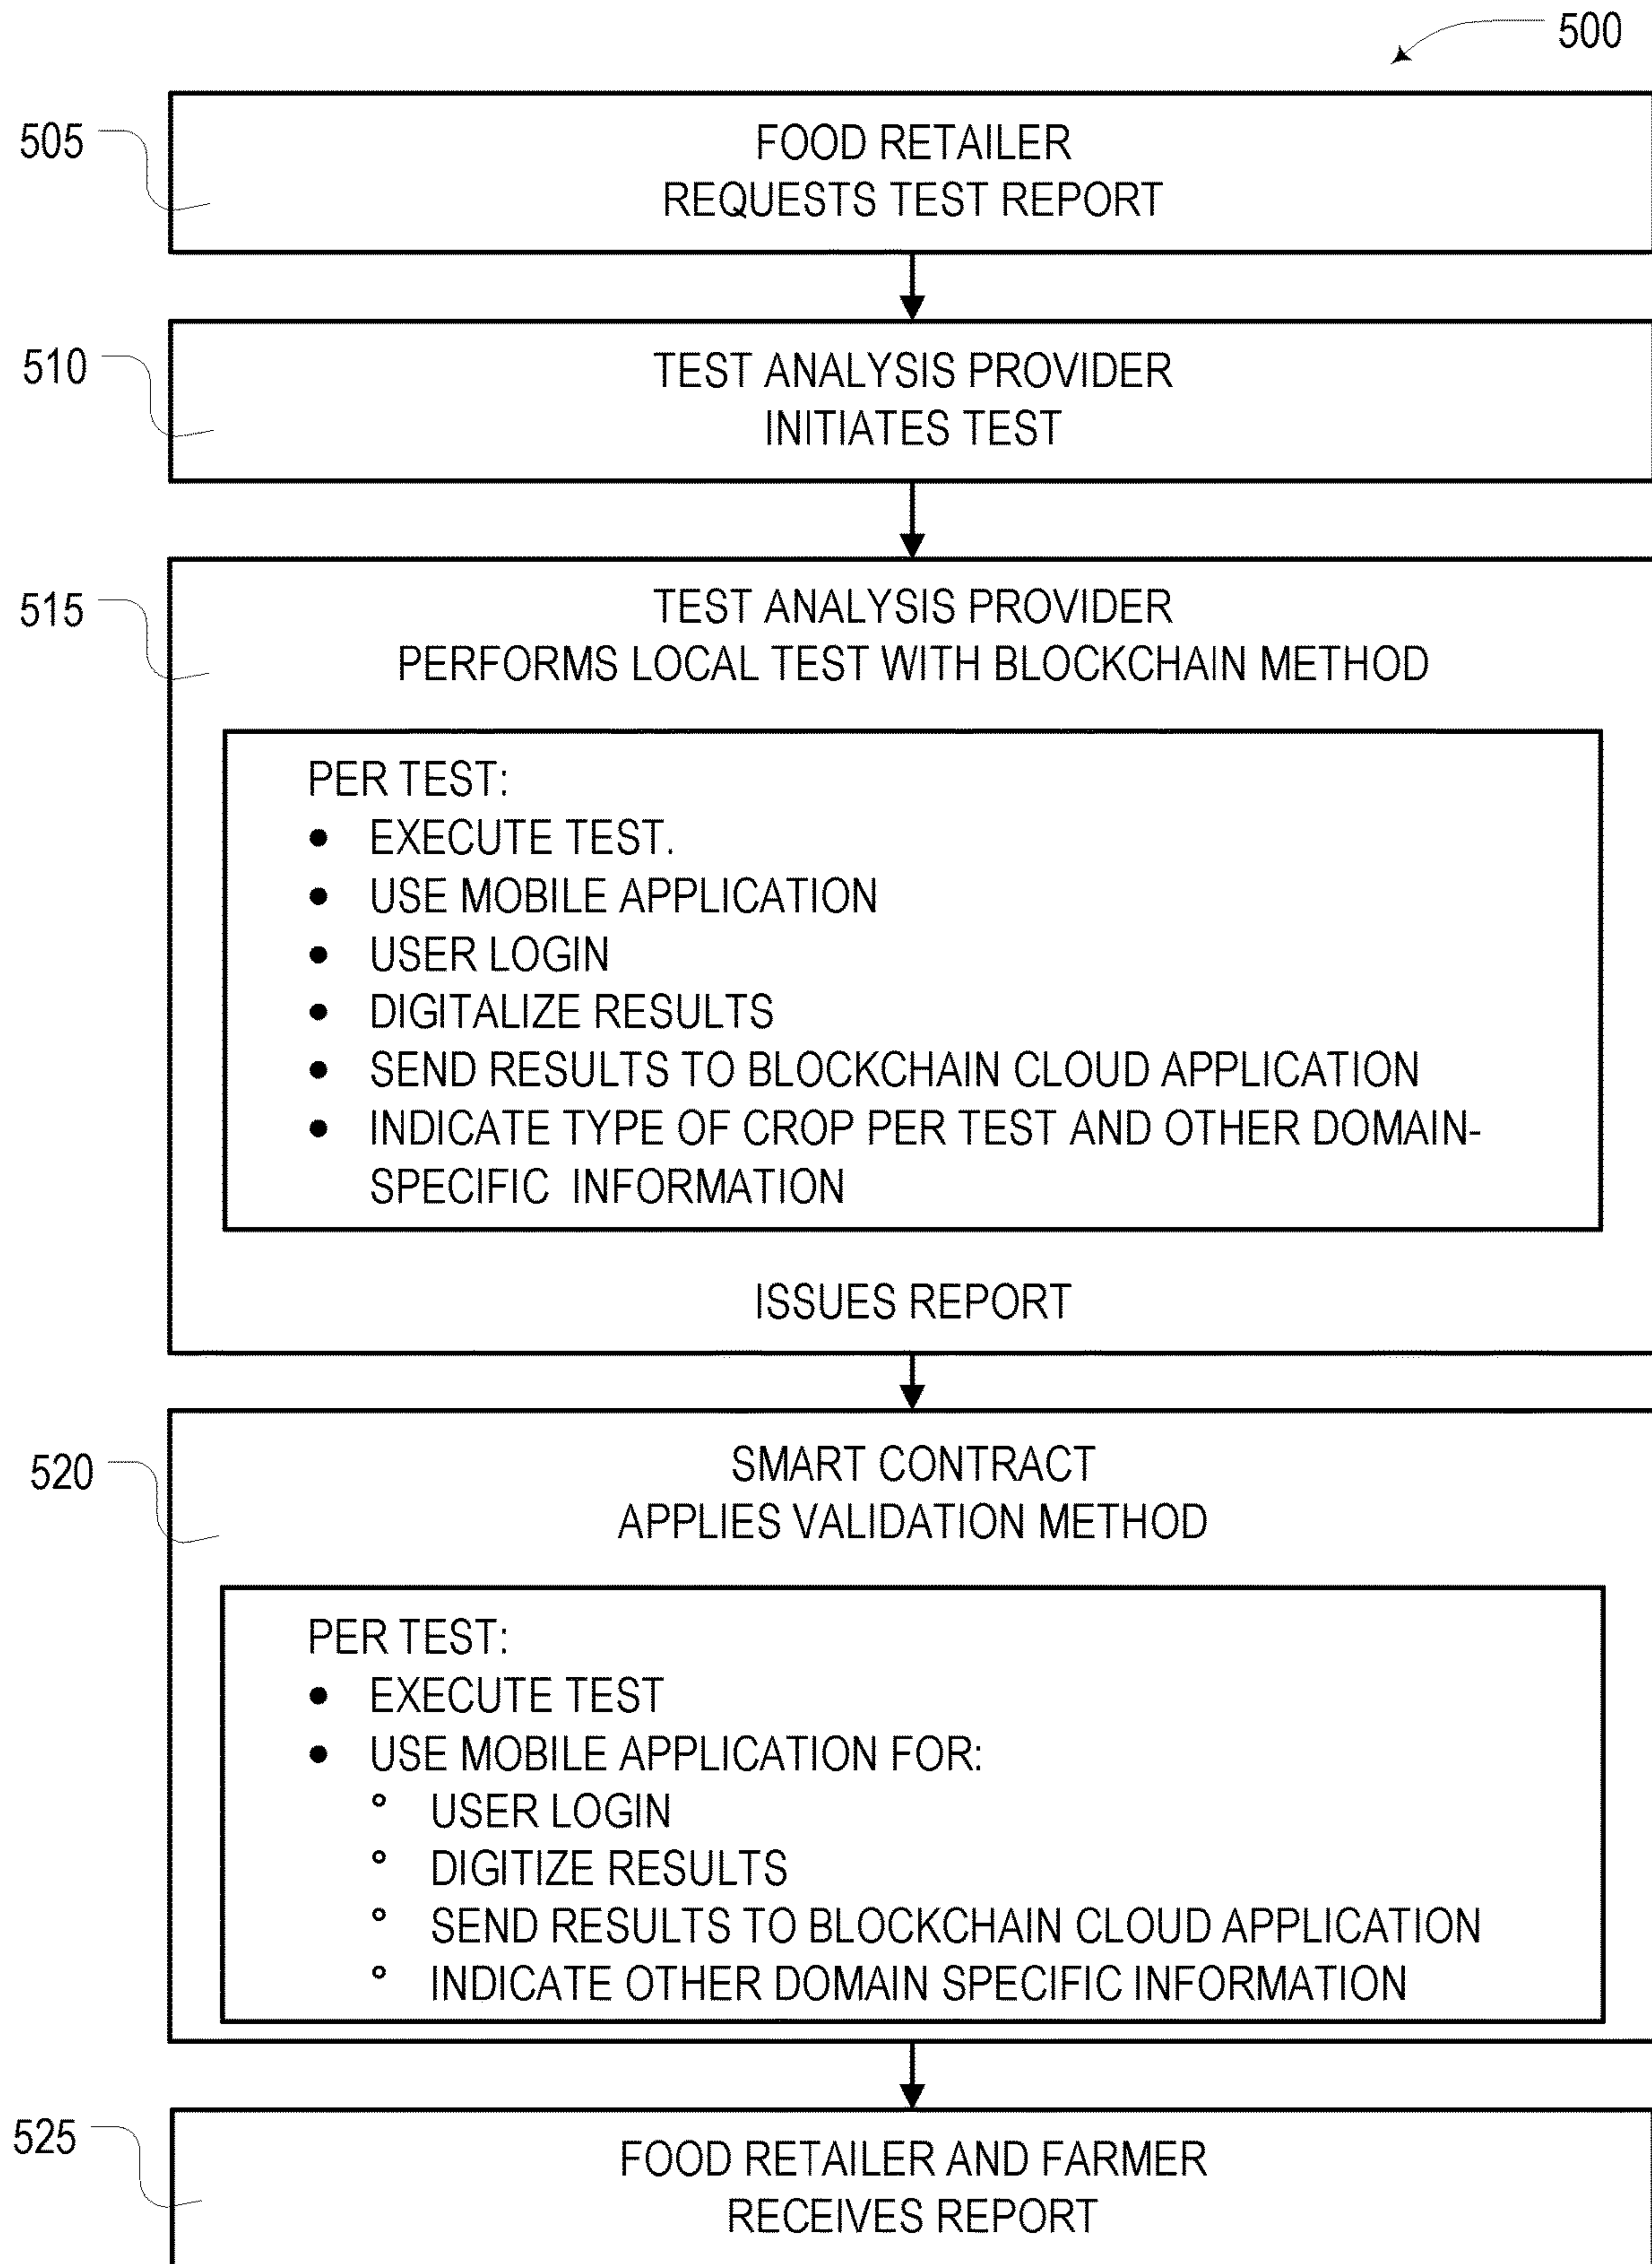 500
505
FOOD RETAILER
REQUESTS TEST REPORT
510
TEST ANALYSIS PROVIDER
INITIATES TEST
515
TEST ANALYSIS PROVIDER
PERFORMS LOCAL TEST WITH BLOCKCHAIN METHOD
PER TEST:
• EXECUTE TEST.
• USE MOBILE APPLICATION
• USER LOGIN
• DIGITALIZE RESULTS
• SEND RESULTS TO BLOCKCHAIN CLOUD APPLICATION
• INDICATE TYPE OF CROP PER TEST AND OTHER DOMAIN-
SPECIFIC INFORMATION
ISSUES REPORT
520
SMART CONTRACT
APPLIES VALIDATION METHOD
PER TEST:
• EXECUTE TEST
• USE MOBILE APPLICATION FOR:
° USER LOGIN
° DIGITIZE RESULTS
° SEND RESULTS TO BLOCKCHAIN CLOUD APPLICATION
° INDICATE OTHER DOMAIN SPECIFIC INFORMATION
525
FOOD RETAILER AND FARMER
RECEIVES REPORT